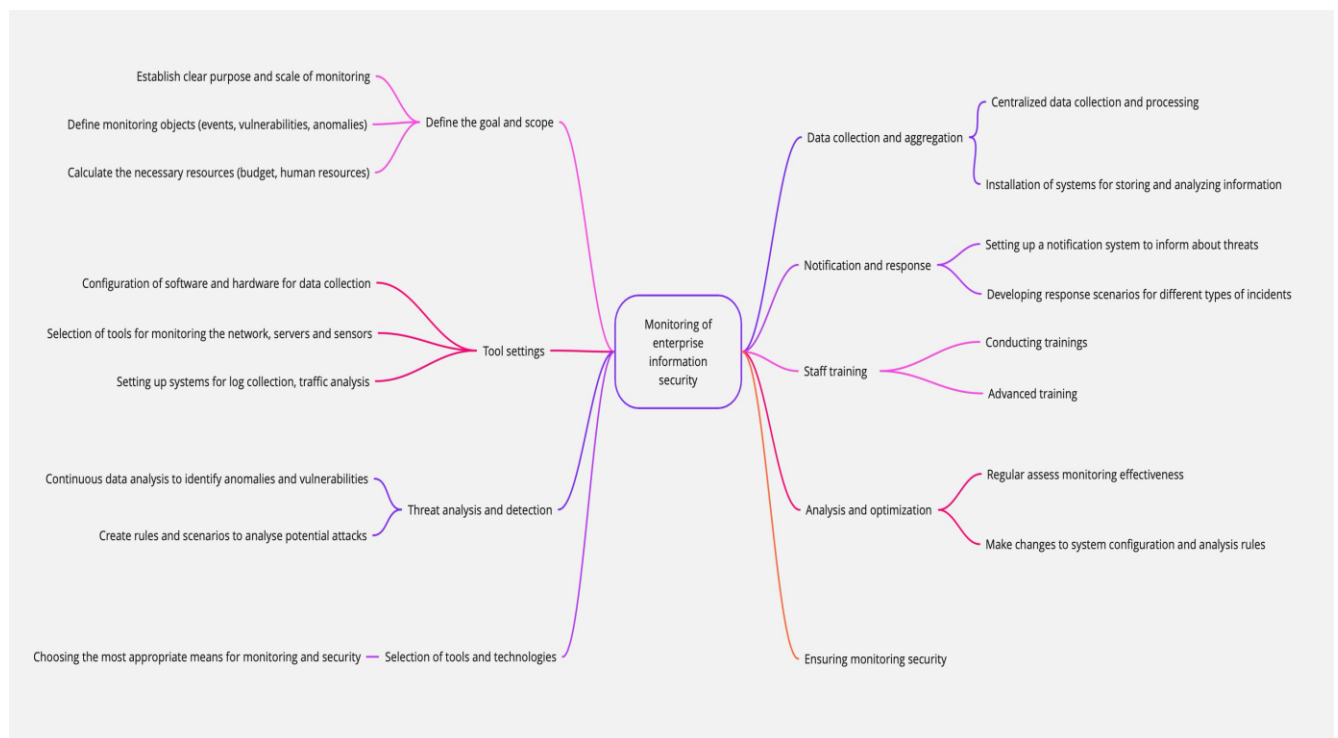 Establish clear purpose and scale of monitoring
Define monitoring objects (events, vulnerabilities, anomalies)
Calculate the necessary resources (budget, human resources)
Define the goal and scope
Configuration of software and hardware for data collection
Selection of tools for monitoring the network, servers and sensors
Setting up systems for log collection, traffic analysis
Tool settings
Continuous data analysis to identify anomalies and vulnerabilities
Create rules and scenarios to analyse potential attacks
Threat analysis and detection
Choosing the most appropriate means for monitoring and security
Selection of tools and technologies
Monitoring of
enterprise
information
security
Data collection and aggregation
Centralized data collection and processing
Installation of systems for storing and analyzing information
Notification and response
Setting up a notification system to inform about threats
Developing response scenarios for different types of incidents
Staff training
Conducting trainings
Advanced training
Analysis and optimization
Regular assess monitoring effectiveness
Make changes to system configuration and analysis rules
Ensuring monitoring security